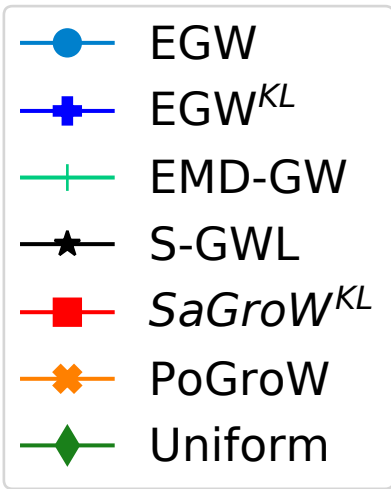 EGW
EGW^KL
EMD-GW
S-GWL
SaGroW^KL
PoGroW
Uniform